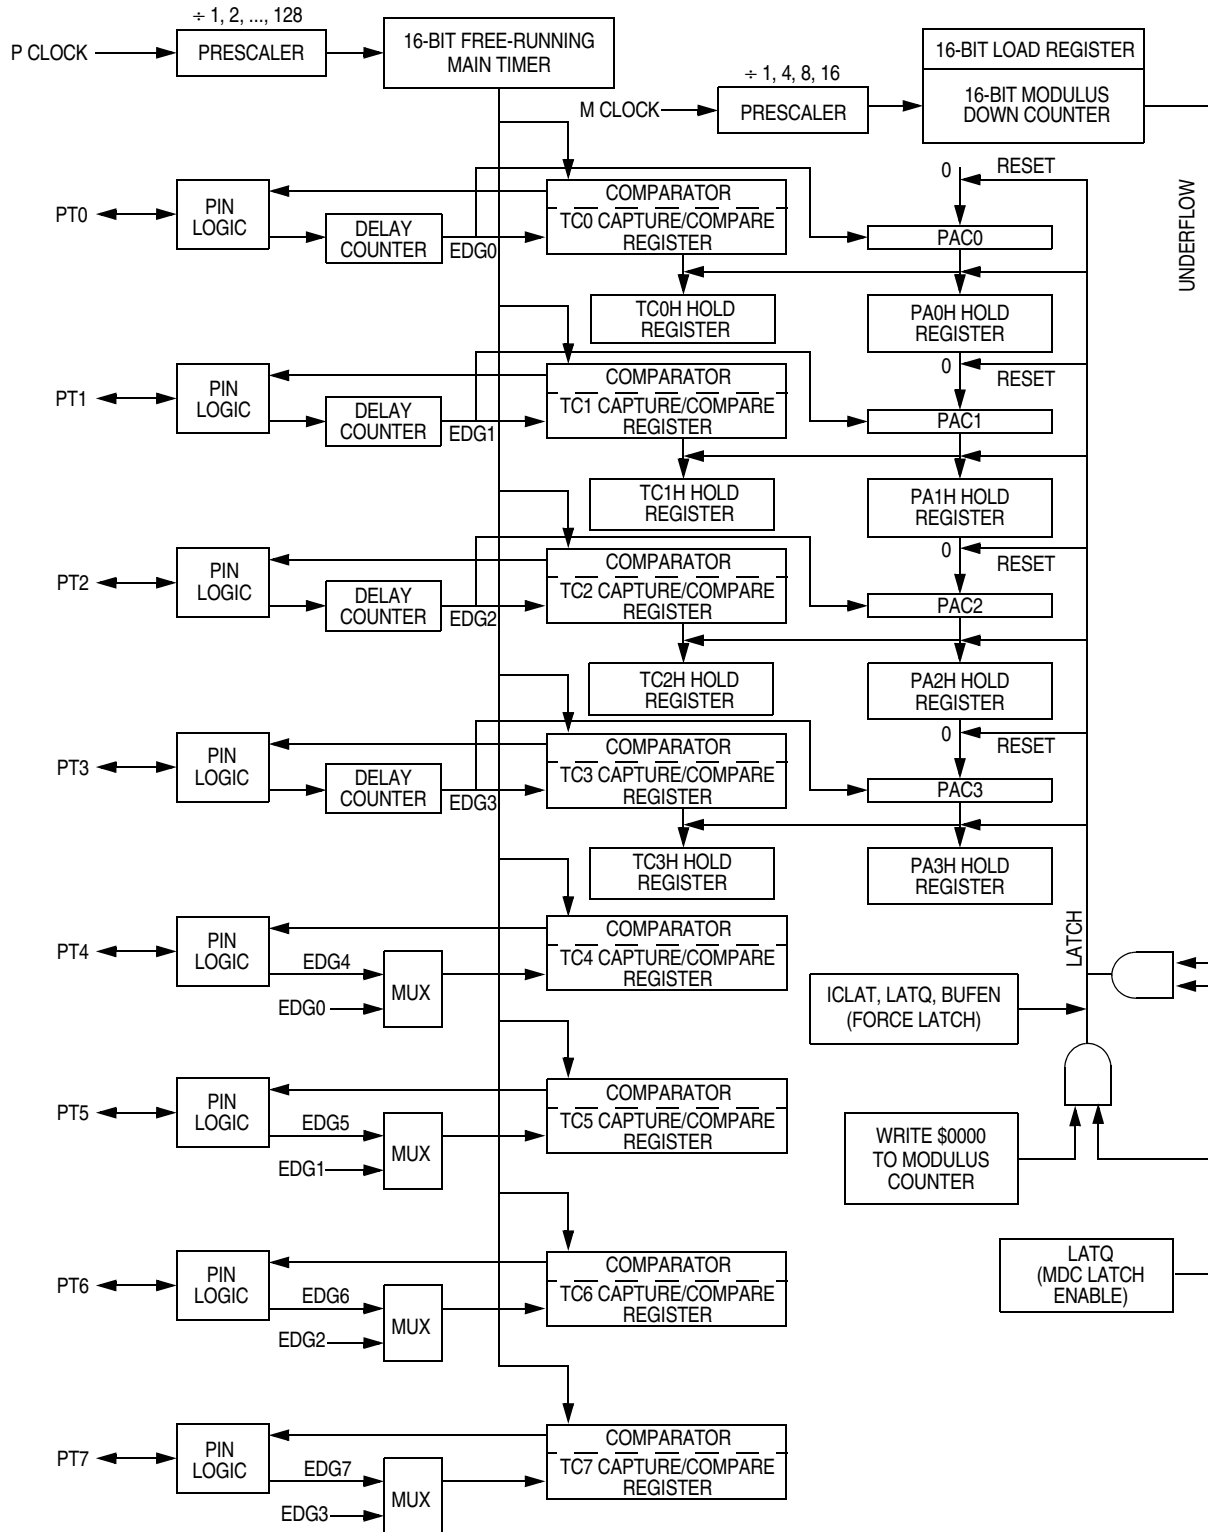 ÷ 1, 2, ..., 128
P CLOCK
PRESCALER
16-BIT FREE-RUNNING
MAIN TIMER
16-BIT LOAD REGISTER
÷ 1, 4, 8, 16
M CLOCK
PRESCALER
16-BIT MODULUS
DOWN COUNTER
UNDERFLOW
0
RESET
PT0
PIN
LOGIC
DELAY
COUNTER
EDG0
COMPARATOR
TC0 CAPTURE/COMPARE
REGISTER
PAC0
TC0H HOLD
REGISTER
PA0H HOLD
REGISTER
0
RESET
PT1
PIN
LOGIC
DELAY
COUNTER
EDG1
COMPARATOR
TC1 CAPTURE/COMPARE
REGISTER
PAC1
TC1H HOLD
REGISTER
PA1H HOLD
REGISTER
0
RESET
PT2
PIN
LOGIC
DELAY
COUNTER
EDG2
COMPARATOR
TC2 CAPTURE/COMPARE
REGISTER
PAC2
TC2H HOLD
REGISTER
PA2H HOLD
REGISTER
0
RESET
PT3
PIN
LOGIC
DELAY
COUNTER
EDG3
COMPARATOR
TC3 CAPTURE/COMPARE
REGISTER
PAC3
TC3H HOLD
REGISTER
PA3H HOLD
REGISTER
LATCH
PT4
PIN
LOGIC
EDG4
EDG0
MUX
COMPARATOR
TC4 CAPTURE/COMPARE
REGISTER
ICLAT, LATQ, BUFEN
(FORCE LATCH)
PT5
PIN
LOGIC
EDG5
EDG1
MUX
COMPARATOR
TC5 CAPTURE/COMPARE
REGISTER
WRITE $0000
TO MODULUS
COUNTER
PT6
PIN
LOGIC
EDG6
EDG2
MUX
COMPARATOR
TC6 CAPTURE/COMPARE
REGISTER
LATQ
(MDC LATCH
ENABLE)
PT7
PIN
LOGIC
EDG7
EDG3
MUX
COMPARATOR
TC7 CAPTURE/COMPARE
REGISTER